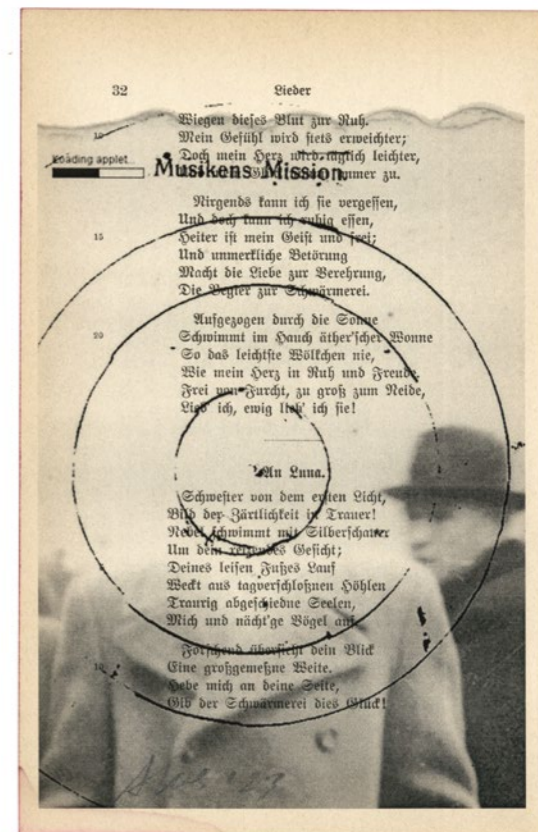 32 Lieder
Wiegen dieses Blut zur Ruh.
10 Mein Gefühl wird stets erweichter;
Doch mein Herz wird täglich leichter,
Loading applet...
immer zu.
Musikens Mission.
Nirgends kann ich sie vergessen,
Und doch kann ich ruhig essen,
15 Heiter ist mein Geist und frei;
Und unmerkliche Betörung
Macht die Liebe zur Verehrung,
Die Begier zur Schwärmerei.
Aufgezogen durch die Sonne
20 Schwimmt im Hauch äther'scher Wonne
So das leichtste Wölkchen nie,
Wie mein Herz in Ruh und Freude.
Frei von Furcht, zu groß zum Neide,
Lieb' ich, ewig lieb' ich sie!
An Luna.
Schwester von dem ersten Licht,
Bild der Zärtlichkeit in Trauer!
Nebel schwimmt mit Silberschauer
Um dein reizendes Gesicht;
Deines leisen Fußes Lauf
Weckt aus tagverschloßnen Höhlen
Traurig abgeschiedne Seelen,
Mich und nächt'ge Vögel auf.
Forschend übersieht dein Blick
10 Eine großgemeßne Weite.
Hebe mich an deine Seite,
Gib der Schwärmerei dies Glück!